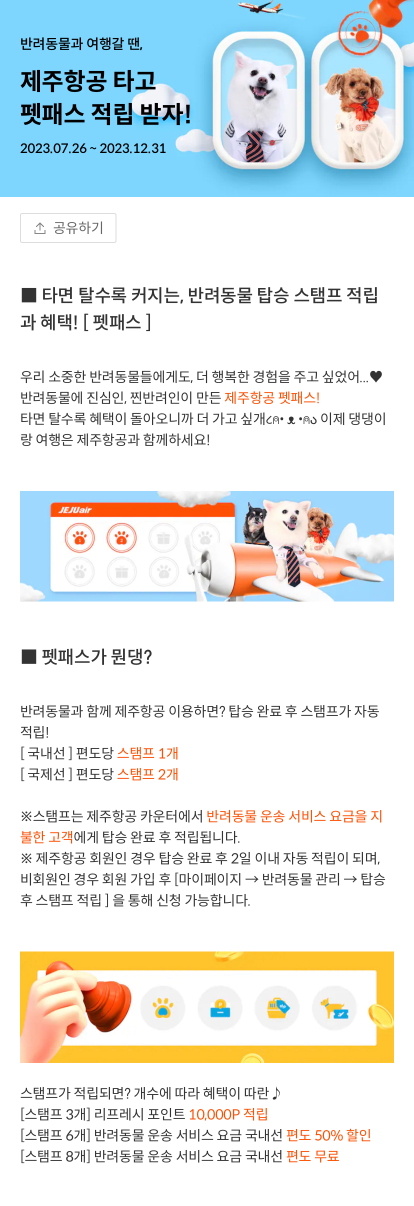 반려동물과 여행갈 땐,
제주항공 타고
펫패스 적립 받자!
2023.07.26 ~ 2023.12.31
공유하기
■ 타면 탈수록 커지는, 반려동물 탑승 스탬프 적립
과 혜택! [ 펫패스 ]
우리 소중한 반려동물들에게도, 더 행복한 경험을 주고 싶었어...♥
반려동물에 진심인, 찐반려인이 만든 제주항공 펫패스!
타면 탈수록 혜택이 돌아오니까 더 가고 싶개૮ฅ• ᴥ •ฅა 이제 댕댕이
랑 여행은 제주항공과 함께하세요!
JEJUair
■ 펫패스가 뭔댕?
반려동물과 함께 제주항공 이용하면? 탑승 완료 후 스탬프가 자동
적립!
[ 국내선 ] 편도당 스탬프 1개
[ 국제선 ] 편도당 스탬프 2개
※스탬프는 제주항공 카운터에서 반려동물 운송 서비스 요금을 지
불한 고객에게 탑승 완료 후 적립됩니다.
※ 제주항공 회원인 경우 탑승 완료 후 2일 이내 자동 적립이 되며,
비회원인 경우 회원 가입 후 [마이페이지 → 반려동물 관리 → 탑승
후 스탬프 적립 ] 을 통해 신청 가능합니다.
스탬프가 적립되면? 개수에 따라 혜택이 따란♪
[스탬프 3개] 리프레시 포인트 10,000P 적립
[스탬프 6개] 반려동물 운송 서비스 요금 국내선 편도 50% 할인
[스탬프 8개] 반려동물 운송 서비스 요금 국내선 편도 무료